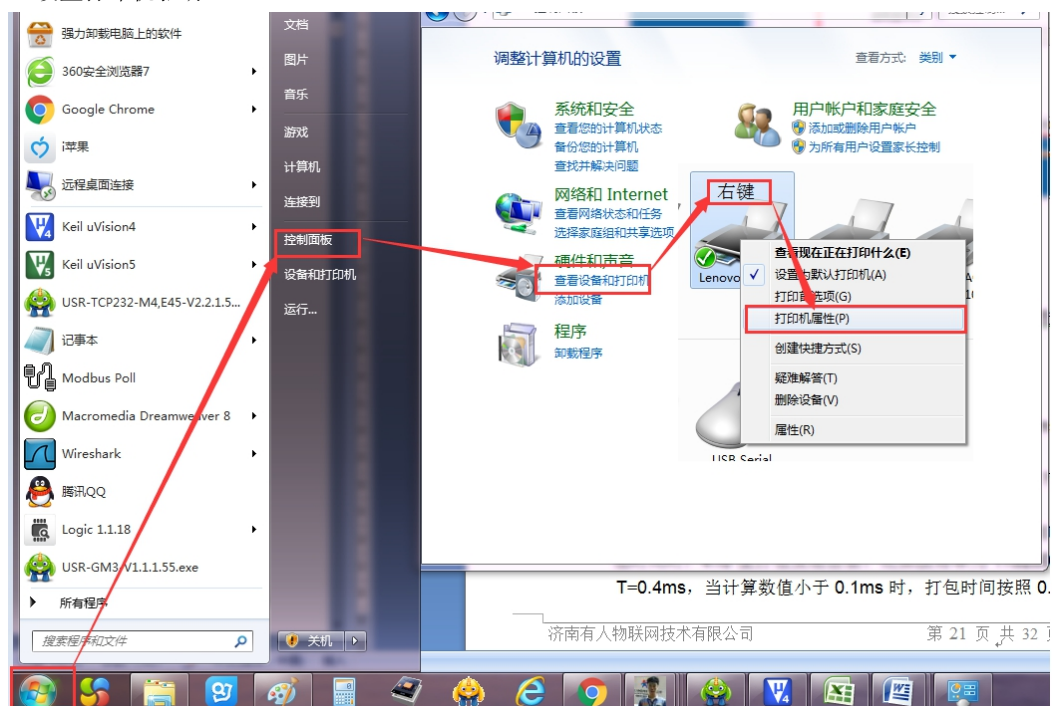 强力卸载电脑上的软件
360安全浏览器7
Google Chrome
i苹果
远程桌面连接
Keil uVision4
Keil uVision5
USR-TCP232-M4,E45-V2.2.1.5...
记事本
Modbus Poll
Macromedia Dreamweaver 8
Wireshark
腾讯QQ
Logic 1.1.18
USR-GM3-V1.1.1.55.exe
所有程序
搜索程序和文件
文档
图片
音乐
游戏
计算机
连接到
控制面板
设备和打印机
运行...
关机
调整计算机的设置
查看方式: 类别
系统和安全
查看您的计算机状态
备份您的计算机
查找并解决问题
网络和 Internet
查看网络状态和任务
选择家庭组和共享选项
硬件和声音
查看设备和打印机
添加设备
程序
卸载程序
用户帐户和家庭安全
添加或删除用户帐户
为所有用户设置家长控制
右键
Lenovo
查看现在正在打印什么(E)
设置为默认打印机(A)
打印首选项(G)
打印机属性(P)
创建快捷方式(S)
疑难解答(T)
删除设备(V)
属性(R)
USB Serial
T=0.4ms，当计算数值小于 0.1ms 时，打包时间按照 0.
济南有人物联网技术有限公司
第 21 页 共 32